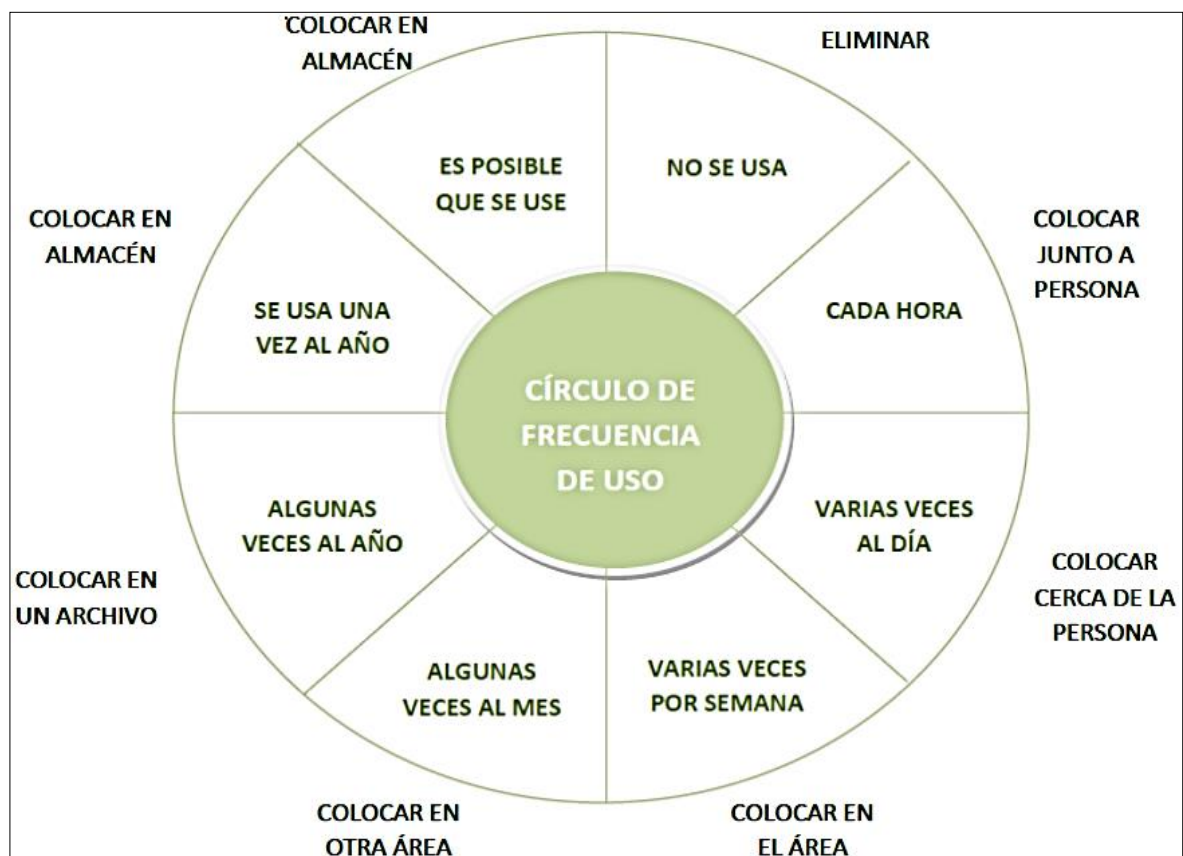 COLOCAR EN
ALMACÉN
ELIMINAR
ES POSIBLE
QUE SE USE
NO SE USA
COLOCAR EN
ALMACÉN
COLOCAR
JUNTO A
PERSONA
SE USA UNA
VEZ AL AÑO
CADA HORA
CÍRCULO DE
FRECUENCIA
DE USO
ALGUNAS
VECES AL AÑO
VARIAS VECES
AL DÍA
COLOCAR EN
UN ARCHIVO
COLOCAR
CERCA DE LA
PERSONA
ALGUNAS
VECES AL MES
VARIAS VECES
POR SEMANA
COLOCAR EN
OTRA ÁREA
COLOCAR EN
EL ÁREA